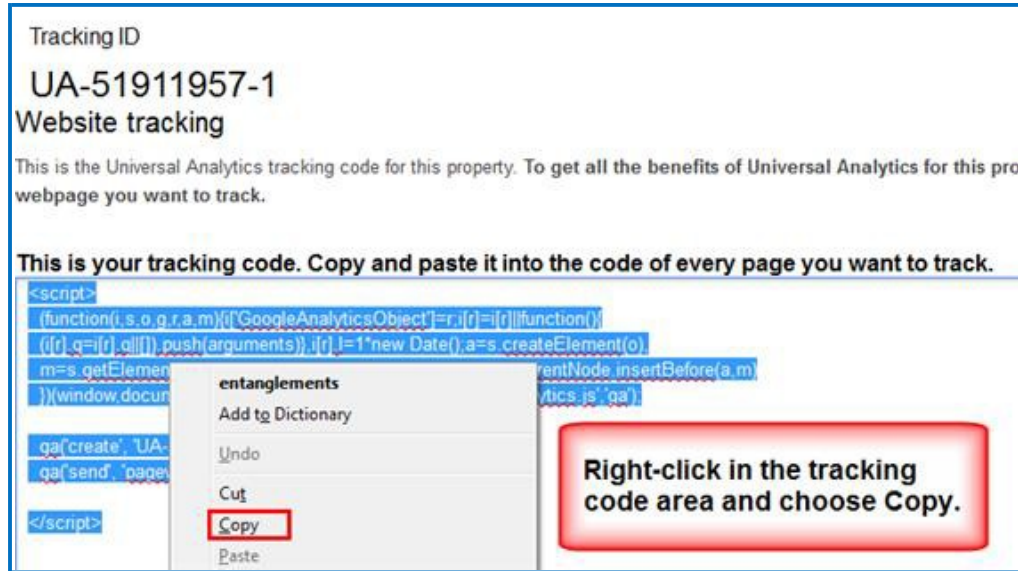 Tracking ID
UA-51911957-1
Website tracking
This is the Universal Analytics tracking code for this property. To get all the benefits of Universal Analytics for this pro
webpage you want to track.
This is your tracking code. Copy and paste it into the code of every page you want to track.
<script>
(function(i,s,o,g,r,a,m){i['GoogleAnalyticsObject']=r;i[r]=i[r]||function(){
(i[r].q=i[r].q||[]).push(arguments)},i[r].l=1*new Date();a=s.createElement(o),
m=s.getElemen rentNode.insertBefore(a,m)
})(window,docun ytics.js','ga');
entanglements
Add to Dictionary
ga('create', 'UA-
Undo
ga('send', 'pagev
Cut
</script>
Copy
Paste
Right-click in the tracking
code area and choose Copy.